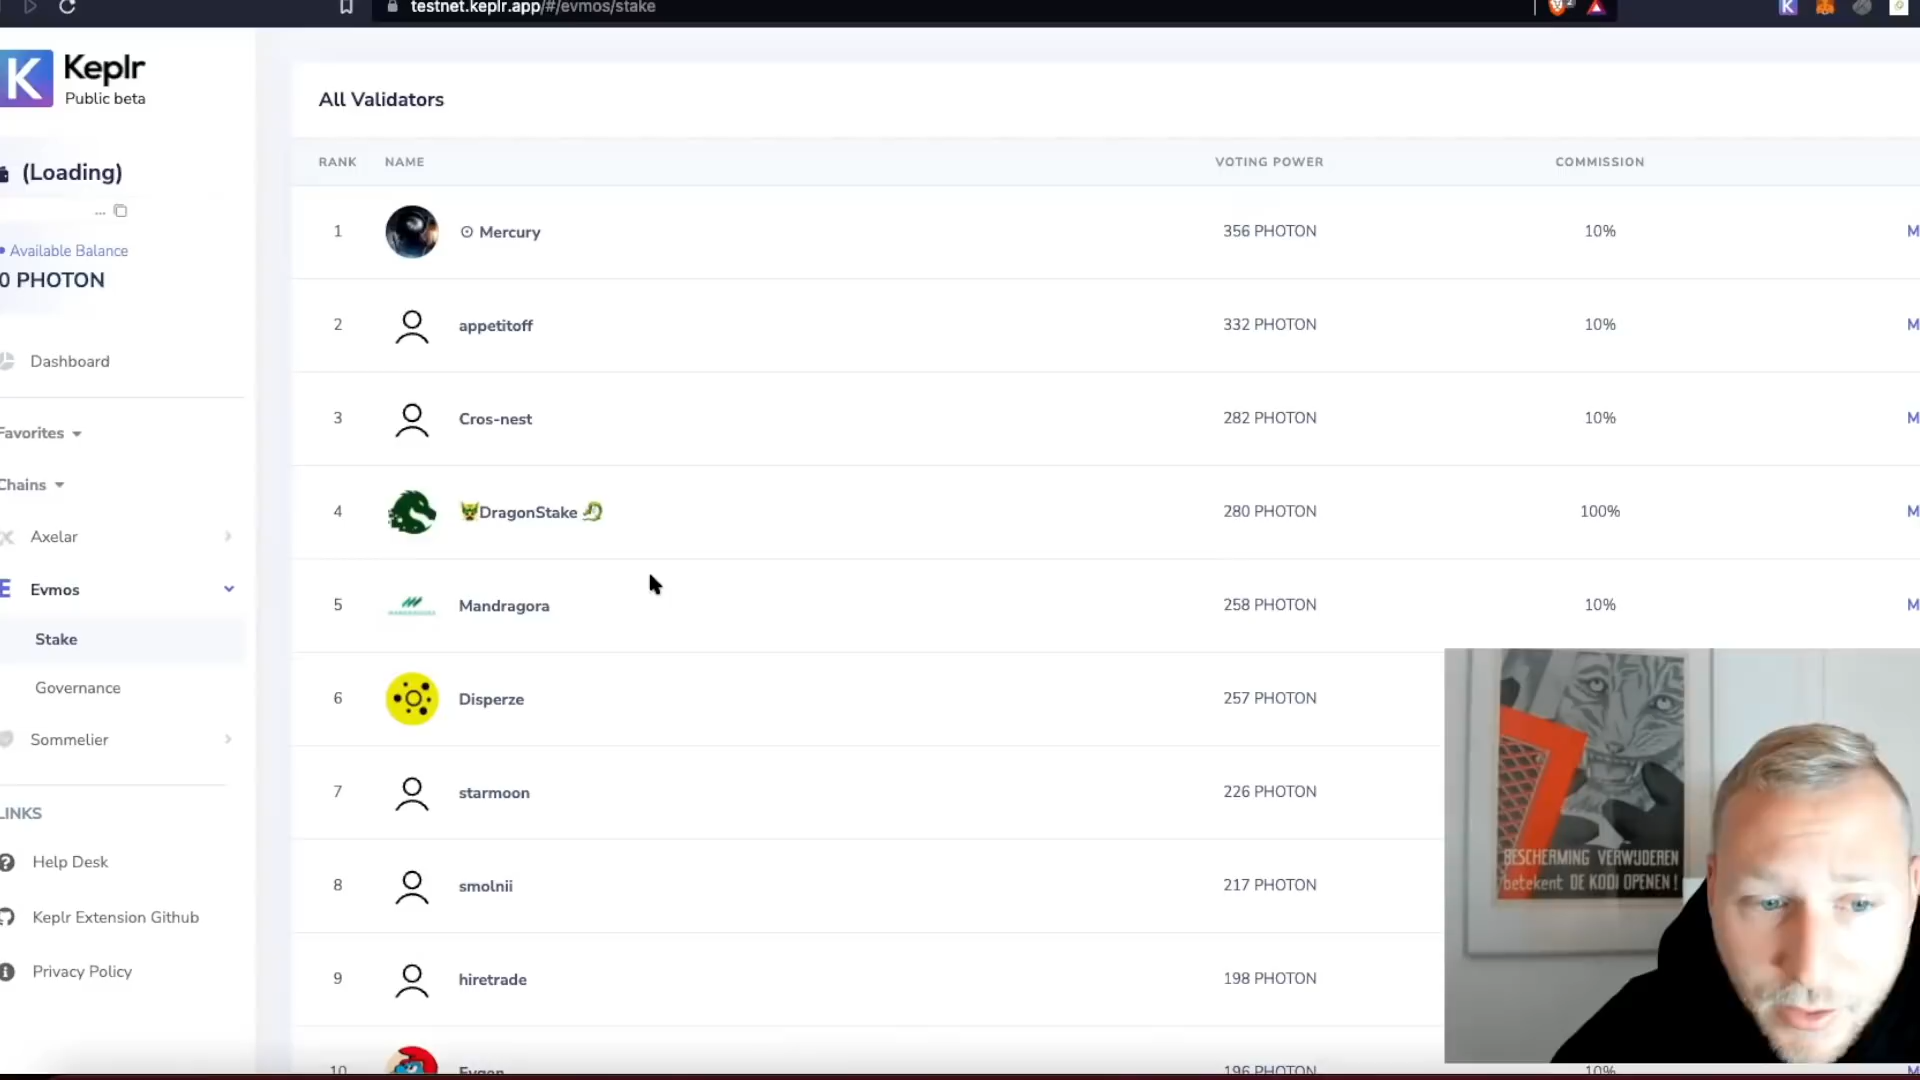 testnet.keplr.app/#/evmos/stake
Keplr
Public beta
(Loading)
...
Available Balance
0 PHOTON
Dashboard
Favorites
Chains
Axelar
Evmos
Stake
Governance
Sommelier
LINKS
Help Desk
Keplr Extension Github
Privacy Policy
All Validators
RANK NAME VOTING POWER COMMISSION
1 Mercury 356 PHOTON 10% M
2 appetitoff 332 PHOTON 10% M
3 Cros-nest 282 PHOTON 10% M
4 DragonStake 280 PHOTON 100% M
5 Mandragora 258 PHOTON 10% M
6 Disperze 257 PHOTON
7 starmoon 226 PHOTON
8 smolnii 217 PHOTON
9 hiretrade 198 PHOTON
10 196 PHOTON 10%
BESCHERMING VERWIJDEREN
betekent DE KOOI OPENEN!